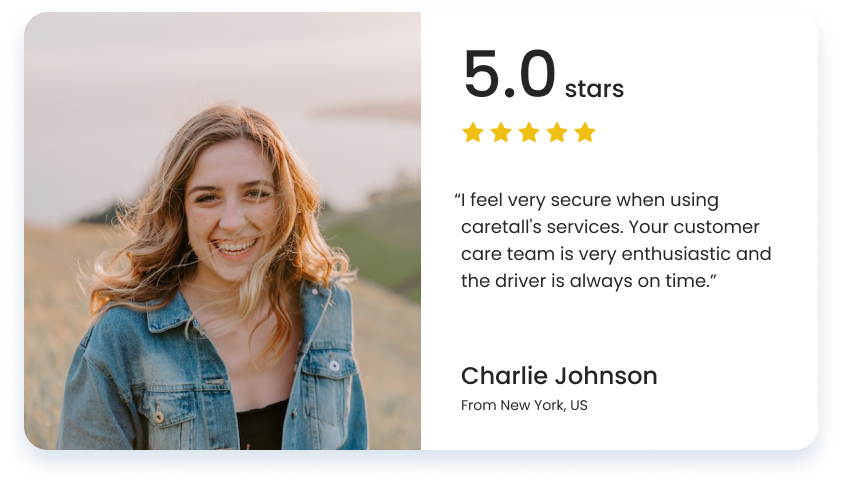 5.0 stars
“I feel very secure when using
caretall's services. Your customer
care team is very enthusiastic and
the driver is always on time.”
Charlie Johnson
From New York, US